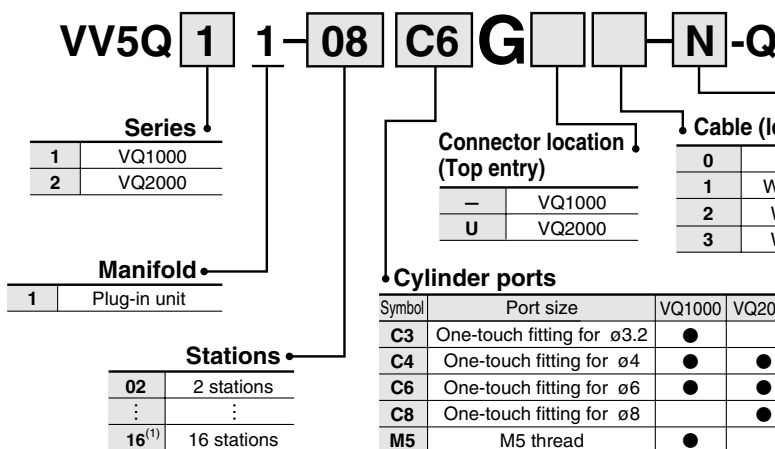 VV5Q 1 1-08 C6 G - N -Q
Series
1 VQ1000
2 VQ2000
Manifold
1 Plug-in unit
Stations
02 2 stations
⋮ ⋮
16(1) 16 stations
Connector location
(Top entry)
— VQ1000
U VQ2000
Cable
0
1
2
3
Cylinder ports
Symbol Port size VQ1000
C3 One-touch fitting for ø3.2 ●
C4 One-touch fitting for ø4 ● ●
C6 One-touch fitting for ø6 ● ●
C8 One-touch fitting for ø8 ●
M5 M5 thread ●